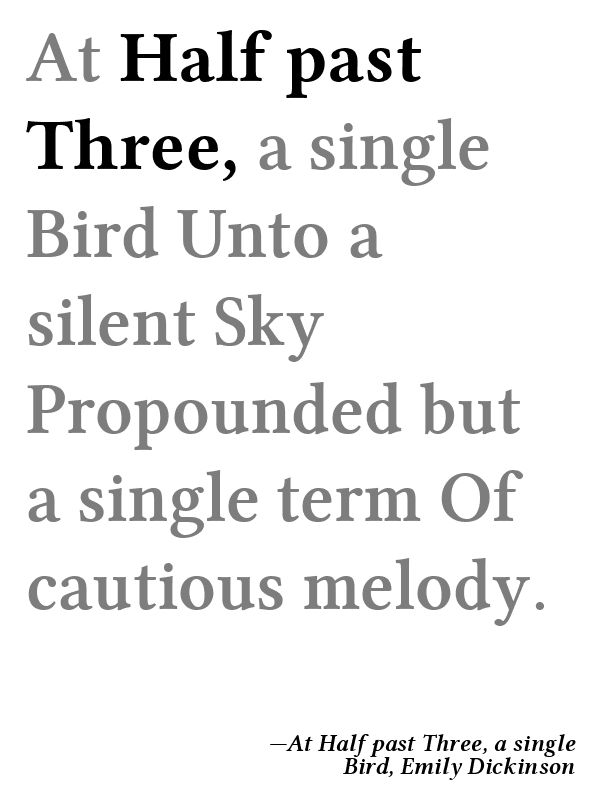 At Half past
Three, a single
Bird Unto a
silent Sky
Propounded but
a single term Of
cautious melody.
—At Half past Three, a single
Bird, Emily Dickinson